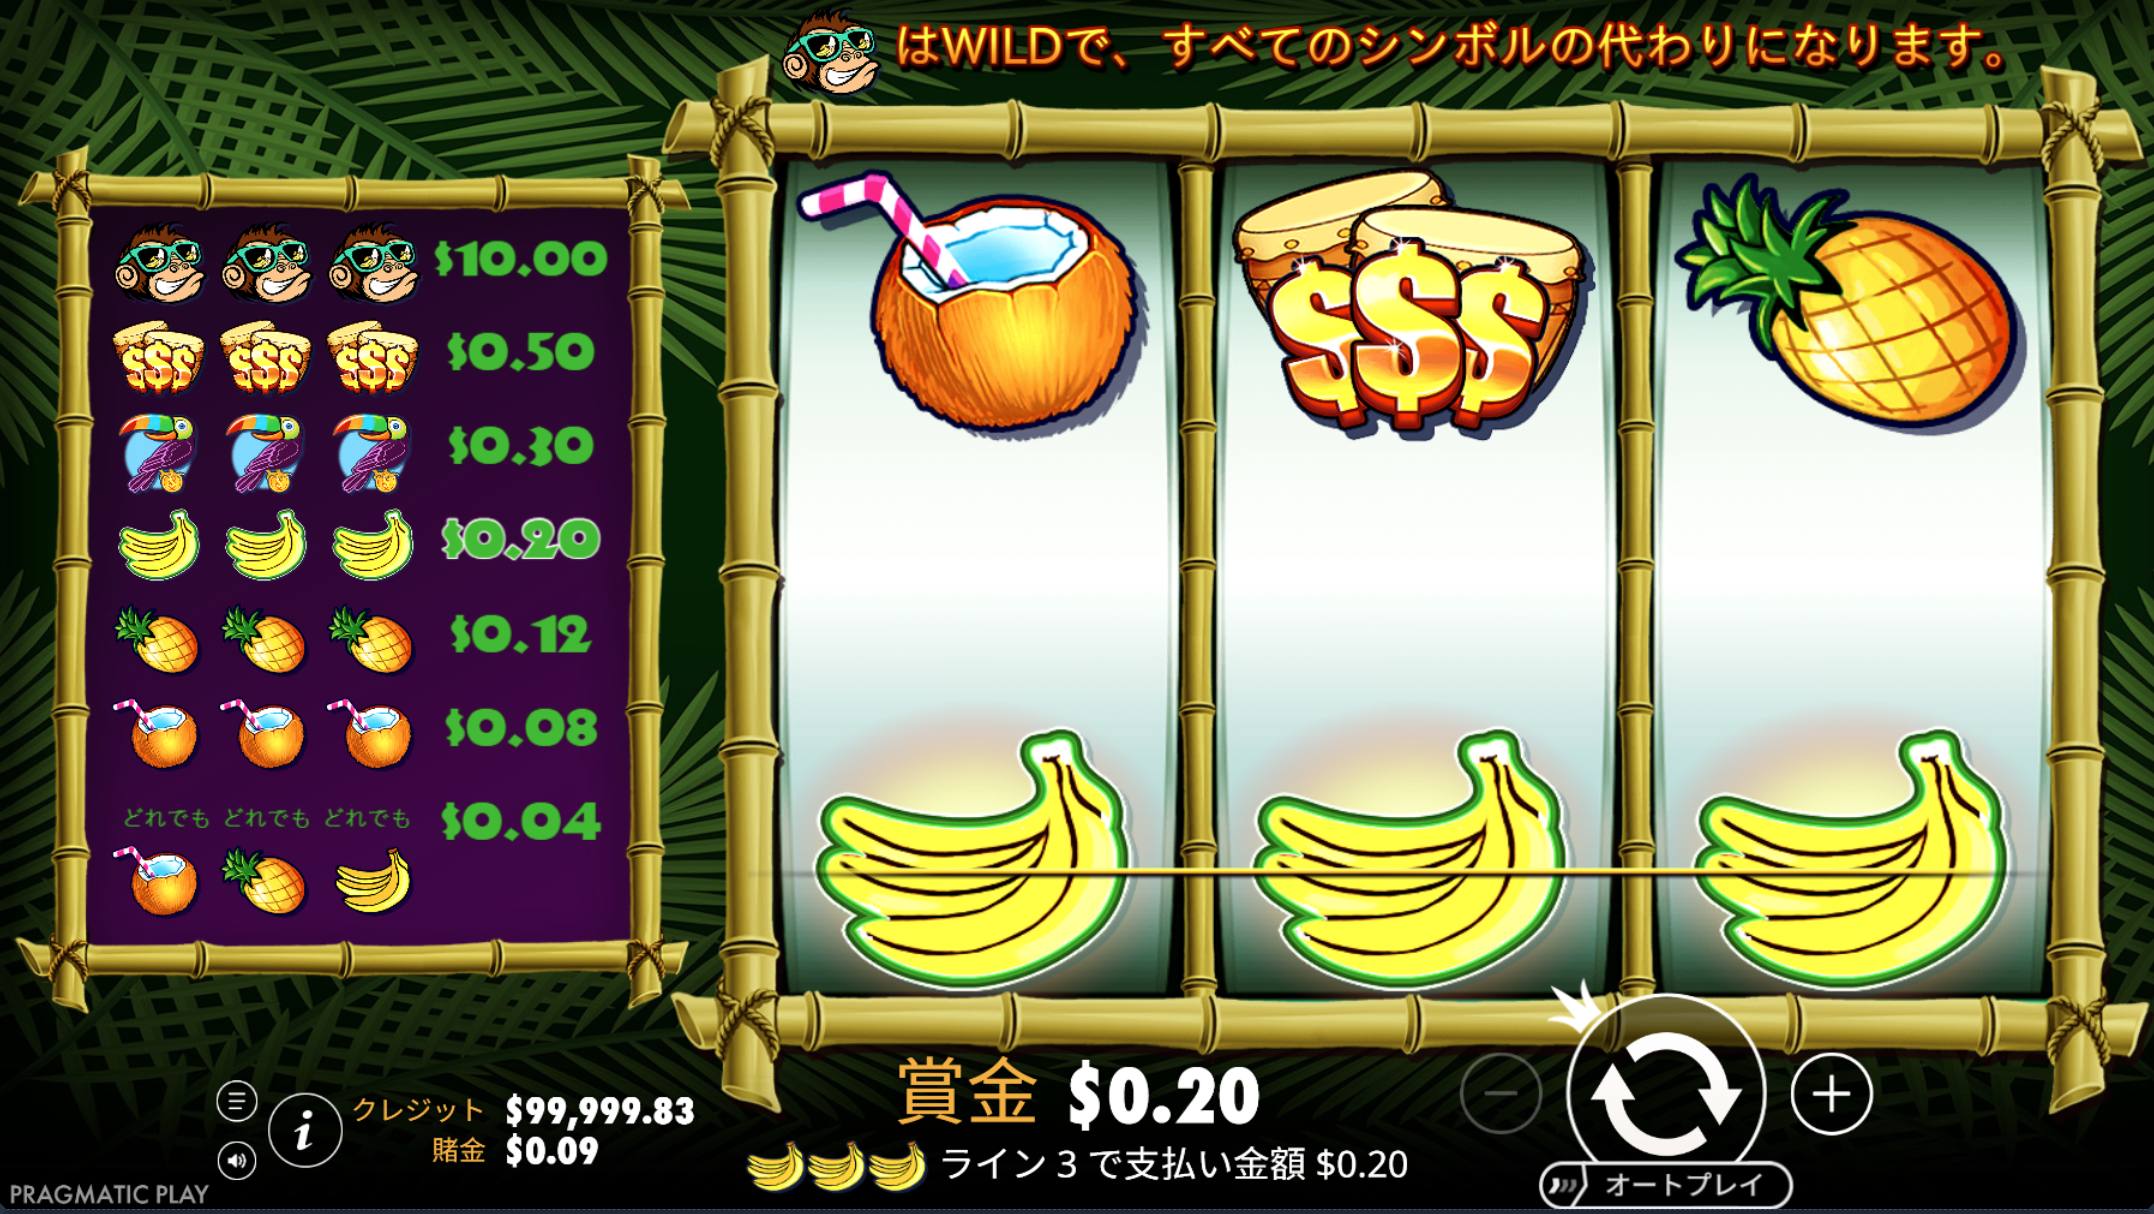 はWILDで、すべてのシンボルの代わりになります。
$10.00
$$$ $$$ $$$ $0.50
$0.30
$0.20
$0.12
$0.08
どれでも どれでも どれでも $0.04
$$$
賞金 $0.20
ライン 3 で支払い金額 $0.20
クレジット $99,999.83
賭金 $0.09
i
オートプレイ
PRAGMATIC PLAY